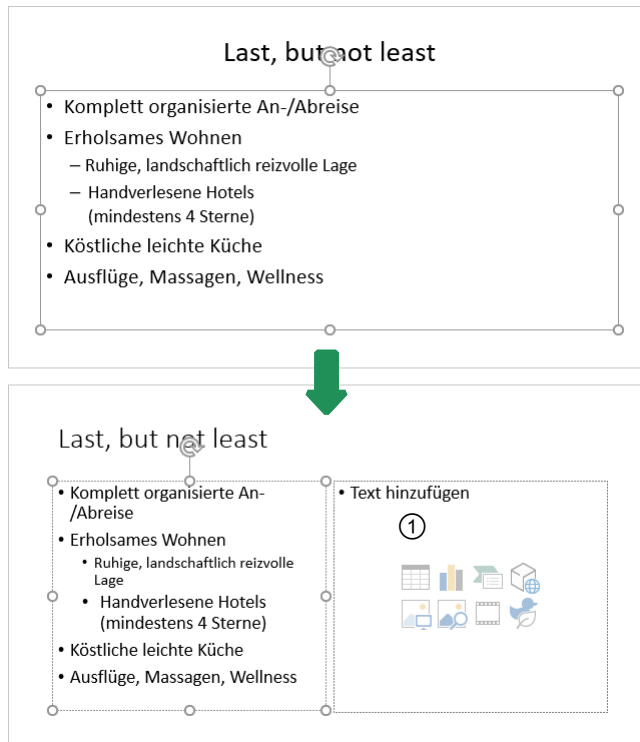 Last, but not least
• Komplett organisierte An-/Abreise
• Erholsames Wohnen
– Ruhige, landschaftlich reizvolle Lage
– Handverlesene Hotels
(mindestens 4 Sterne)
• Köstliche leichte Küche
• Ausflüge, Massagen, Wellness
Last, but not least
• Komplett organisierte An-
/Abreise
• Erholsames Wohnen
• Ruhige, landschaftlich reizvolle
Lage
• Handverlesene Hotels
(mindestens 4 Sterne)
• Köstliche leichte Küche
• Ausflüge, Massagen, Wellness
• Text hinzufügen
①